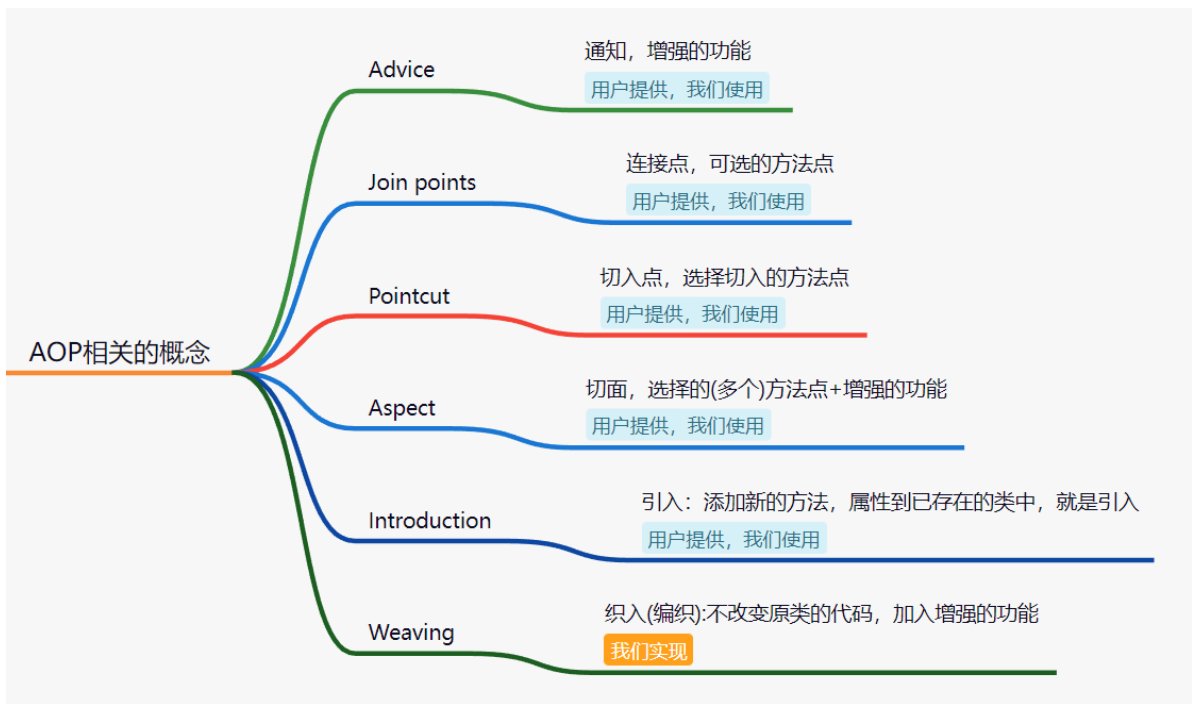 AOP相关的概念
Advice
通知，增强的功能
用户提供，我们使用
Join points
连接点，可选的方法点
用户提供，我们使用
Pointcut
切入点，选择切入的方法点
用户提供，我们使用
Aspect
切面，选择的(多个)方法点+增强的功能
用户提供，我们使用
Introduction
引入：添加新的方法，属性到已存在的类中，就是引入
用户提供，我们使用
Weaving
织入(编织):不改变原类的代码，加入增强的功能
我们实现